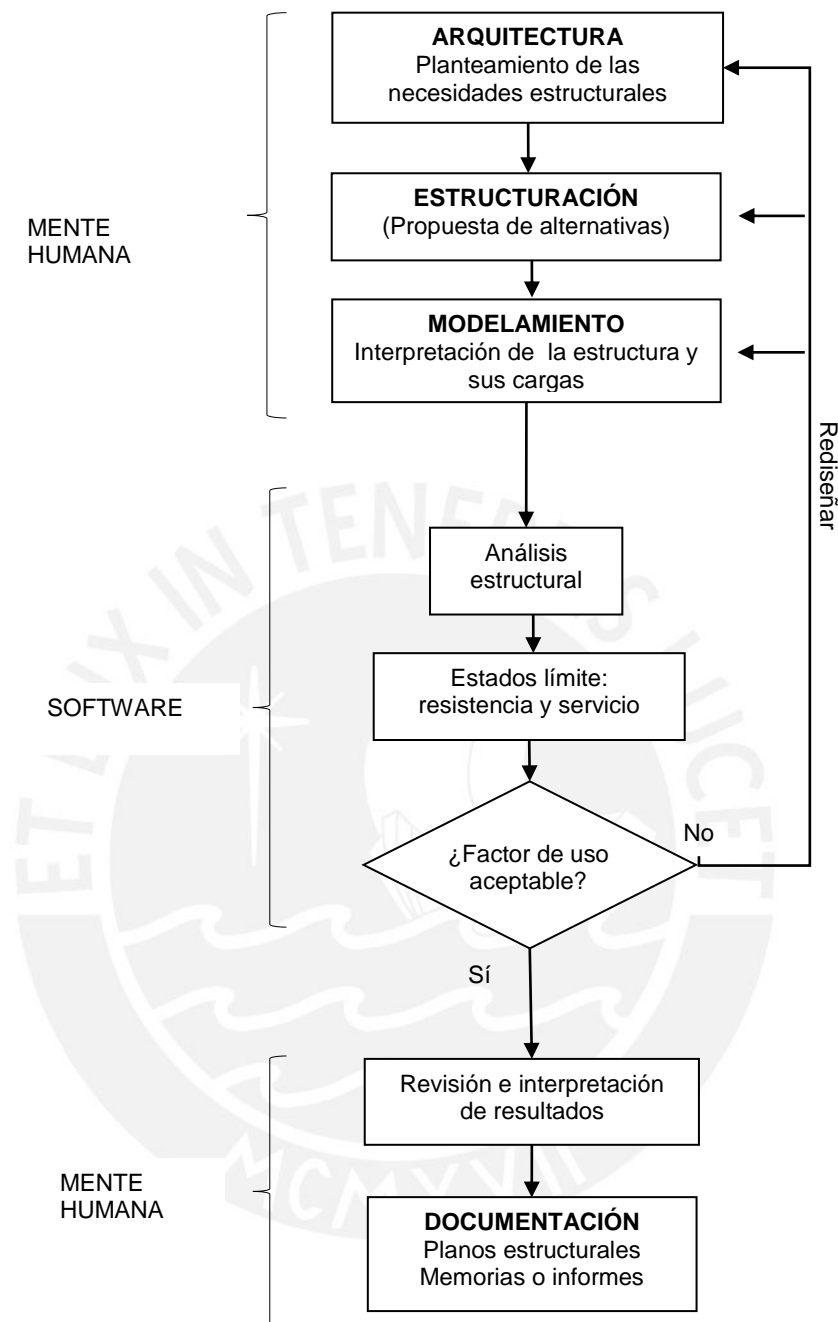 ARQUITECTURA
Planteamiento de las
necesidades estructurales
ESTRUCTURACIÓN
(Propuesta de alternativas)
MENTE
HUMANA
MODELAMIENTO
Interpretación de la estructura y
sus cargas
Rediseñar
Análisis
estructural
SOFTWARE
Estados límite:
resistencia y servicio
¿Factor de uso
aceptable?
No
Sí
Revisión e interpretación
de resultados
MENTE
HUMANA
DOCUMENTACIÓN
Planos estructurales
Memorias o informes
MCMXVII